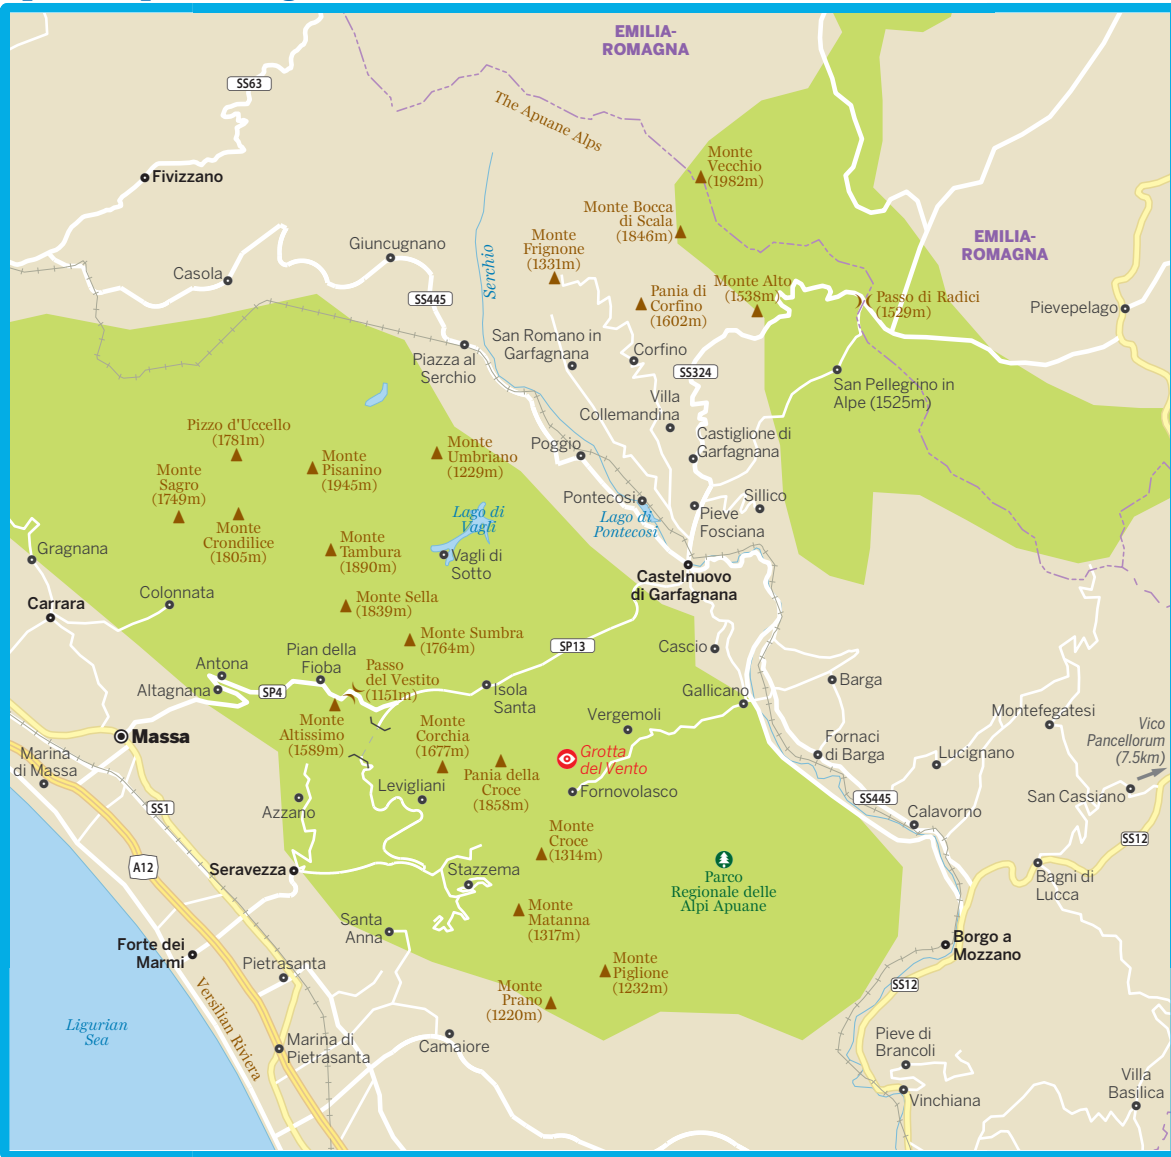 EMILIA-
ROMAGNA
SS63
The Apuane Alps
Monte
Vecchio
(1982m)
Fivizzano
Monte Bocca
di Scala
(1846m)
Giuncugnano
Monte
Frignone
(1331m)
Serchio
EMILIA-
ROMAGNA
Casola
SS445
Pania di
Corfino
(1602m)
Monte Alto
(1538m)
Passo di Radici
(1529m)
Pievepelago
San Romano in
Garfagnana
Corfino
Piazza al
Serchio
SS324
San Pellegrino in
Alpe (1525m)
Villa
Collemandina
Pizzo d'Uccello
(1781m)
Monte
Pisanino
(1945m)
Monte
Umbriano
(1229m)
Poggio
Castiglione di
Garfagnana
Monte
Sagro
(1749m)
Pontecosi
Sillico
Lago di
Vagli
Lago di
Pontecosi
Pieve
Fosciana
Monte
Crondilice
(1805m)
Monte
Tambura
(1890m)
Vagli di
Sotto
Gragnana
Castelnuovo
di Garfagnana
Colonnata
Monte Sella
(1839m)
Carrara
Monte Sumbra
(1764m)
SP13
Cascio
Pian della
Fioba
Antona
Passo
del Vestito
(1151m)
Altagnana
SP4
Isola
Santa
Gallicano
Barga
Monte
Altissimo
(1589m)
Monte
Corchia
(1677m)
Vergemoli
Montefegatesi
Vico
Pancellorum
(7.5km)
Massa
Fornaci
di Barga
Lucignano
Marina
di Massa
Grotta
del Vento
Pania della
Croce
(1858m)
Levigliani
Fornovolasco
SS445
San Cassiano
SS1
Azzano
Calavorno
Monte
Croce
(1314m)
SS12
A12
Seravezza
Stazzema
Parco
Regionale delle
Alpi Apuane
Bagni di
Lucca
Monte
Matanna
(1317m)
Santa
Anna
Forte dei
Marmi
Borgo a
Mozzano
Pietrasanta
Monte
Piglione
(1232m)
Monte
Prano
(1220m)
SS12
Versilian Riviera
Ligurian
Sea
Marina di
Pietrasanta
Camaiore
Pieve di
Brancoli
Vinchiana
Villa
Basilica